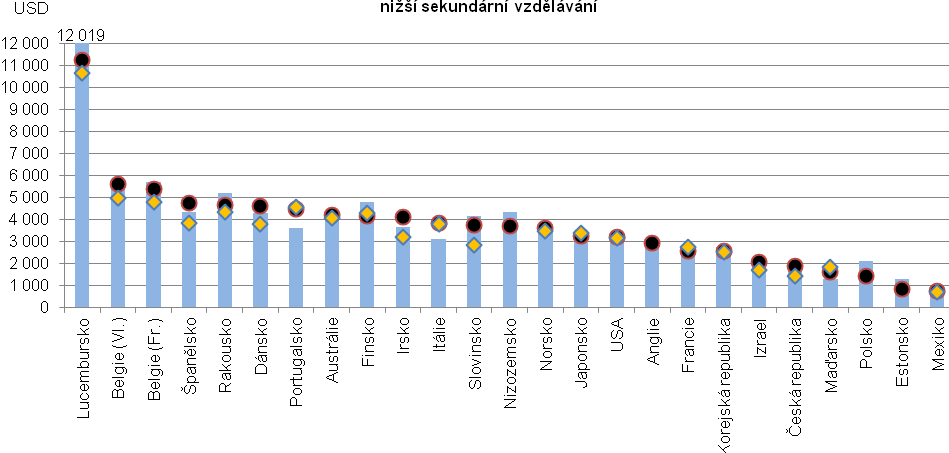 nižší sekundární vzdělávání
USD
12 019
12 000
11 000
10 000
9 000
8 000
7 000
6 000
5 000
4 000
3 000
2 000
1 000
0
Lucembursko
Belgie (Vl.)
Belgie (Fr.)
Španělsko
Rakousko
Dánsko
Portugalsko
Austrálie
Finsko
Irsko
Itálie
Slovinsko
Nizozemsko
Norsko
Japonsko
USA
Anglie
Francie
Korejská republika
Izrael
Česká republika
Maďarsko
Polsko
Estonsko
Mexiko